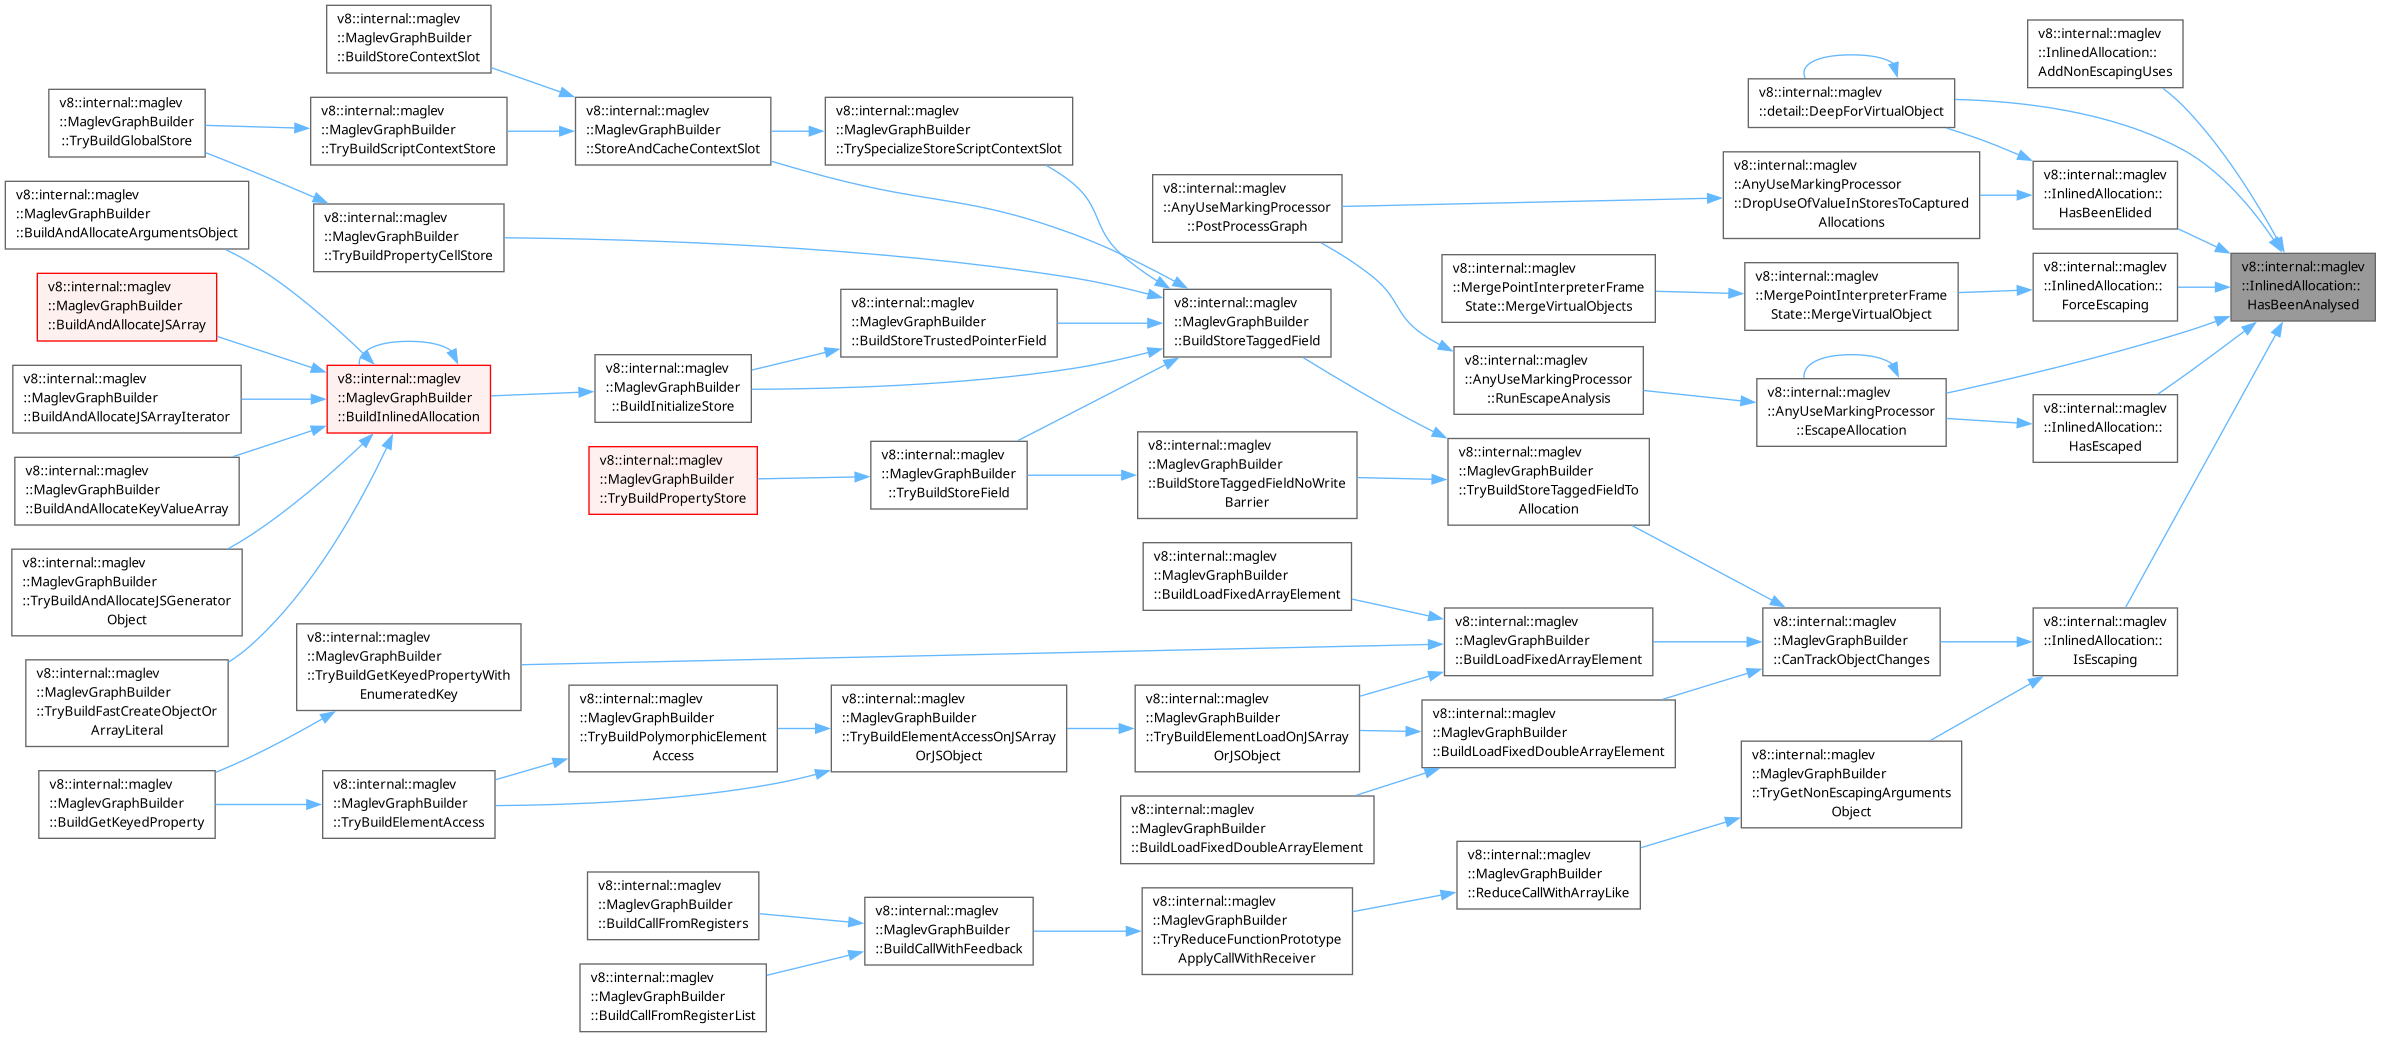 v8::internal::maglev
::MaglevGraphBuilder
::BuildStoreContextSlot
v8::internal::maglev
::InlinedAllocation::
AddNonEscapingUses
v8::internal::maglev
::detail::DeepForVirtualObject
v8::internal::maglev
::MaglevGraphBuilder
::TryBuildGlobalStore
v8::internal::maglev
::MaglevGraphBuilder
::TryBuildScriptContextStore
v8::internal::maglev
::MaglevGraphBuilder
::StoreAndCacheContextSlot
v8::internal::maglev
::MaglevGraphBuilder
::TrySpecializeStoreScriptContextSlot
v8::internal::maglev
::AnyUseMarkingProcessor
::DropUseOfValueInStoresToCaptured
Allocations
v8::internal::maglev
::InlinedAllocation::
HasBeenElided
v8::internal::maglev
::AnyUseMarkingProcessor
::PostProcessGraph
v8::internal::maglev
::MaglevGraphBuilder
::BuildAndAllocateArgumentsObject
v8::internal::maglev
::MaglevGraphBuilder
::TryBuildPropertyCellStore
v8::internal::maglev
::MergePointInterpreterFrame
State::MergeVirtualObjects
v8::internal::maglev
::MergePointInterpreterFrame
State::MergeVirtualObject
v8::internal::maglev
::InlinedAllocation::
ForceEscaping
v8::internal::maglev
::InlinedAllocation::
HasBeenAnalysed
v8::internal::maglev
::MaglevGraphBuilder
::BuildAndAllocateJSArray
v8::internal::maglev
::MaglevGraphBuilder
::BuildStoreTrustedPointerField
v8::internal::maglev
::MaglevGraphBuilder
::BuildStoreTaggedField
v8::internal::maglev
::AnyUseMarkingProcessor
::RunEscapeAnalysis
v8::internal::maglev
::MaglevGraphBuilder
::BuildAndAllocateJSArrayIterator
v8::internal::maglev
::MaglevGraphBuilder
::BuildInlinedAllocation
v8::internal::maglev
::MaglevGraphBuilder
::BuildInitializeStore
v8::internal::maglev
::AnyUseMarkingProcessor
::EscapeAllocation
v8::internal::maglev
::InlinedAllocation::
HasEscaped
v8::internal::maglev
::MaglevGraphBuilder
::BuildAndAllocateKeyValueArray
v8::internal::maglev
::MaglevGraphBuilder
::TryBuildPropertyStore
v8::internal::maglev
::MaglevGraphBuilder
::TryBuildStoreField
v8::internal::maglev
::MaglevGraphBuilder
::BuildStoreTaggedFieldNoWrite
Barrier
v8::internal::maglev
::MaglevGraphBuilder
::TryBuildStoreTaggedFieldTo
Allocation
v8::internal::maglev
::MaglevGraphBuilder
::TryBuildAndAllocateJSGenerator
Object
v8::internal::maglev
::MaglevGraphBuilder
::BuildLoadFixedArrayElement
v8::internal::maglev
::MaglevGraphBuilder
::TryBuildGetKeyedPropertyWith
EnumeratedKey
v8::internal::maglev
::MaglevGraphBuilder
::BuildLoadFixedArrayElement
v8::internal::maglev
::MaglevGraphBuilder
::CanTrackObjectChanges
v8::internal::maglev
::InlinedAllocation::
IsEscaping
v8::internal::maglev
::MaglevGraphBuilder
::TryBuildFastCreateObjectOr
ArrayLiteral
v8::internal::maglev
::MaglevGraphBuilder
::TryBuildPolymorphicElement
Access
v8::internal::maglev
::MaglevGraphBuilder
::TryBuildElementAccessOnJSArray
OrJSObject
v8::internal::maglev
::MaglevGraphBuilder
::TryBuildElementLoadOnJSArray
OrJSObject
v8::internal::maglev
::MaglevGraphBuilder
::BuildLoadFixedDoubleArrayElement
v8::internal::maglev
::MaglevGraphBuilder
::BuildGetKeyedProperty
v8::internal::maglev
::MaglevGraphBuilder
::TryBuildElementAccess
v8::internal::maglev
::MaglevGraphBuilder
::TryGetNonEscapingArguments
Object
v8::internal::maglev
::MaglevGraphBuilder
::BuildLoadFixedDoubleArrayElement
v8::internal::maglev
::MaglevGraphBuilder
::ReduceCallWithArrayLike
v8::internal::maglev
::MaglevGraphBuilder
::BuildCallFromRegisters
v8::internal::maglev
::MaglevGraphBuilder
::BuildCallWithFeedback
v8::internal::maglev
::MaglevGraphBuilder
::TryReduceFunctionPrototype
ApplyCallWithReceiver
v8::internal::maglev
::MaglevGraphBuilder
::BuildCallFromRegisterList